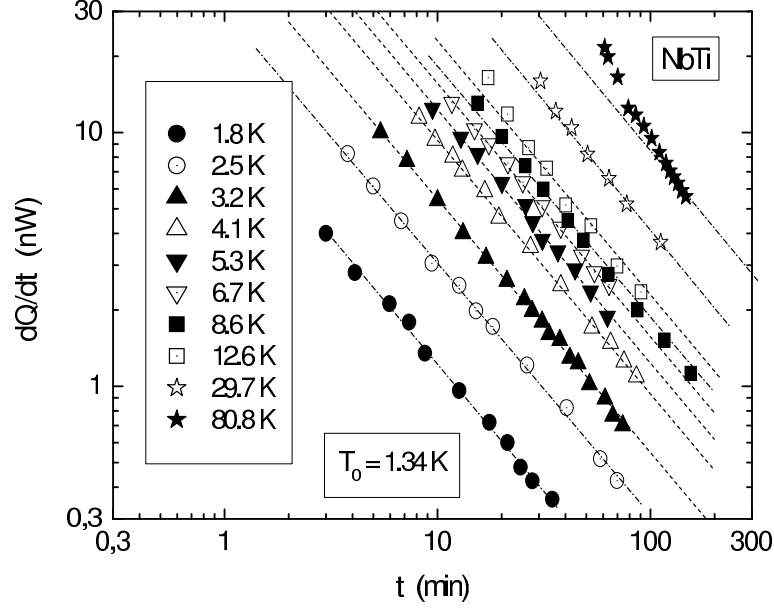 30
NbTi
10
1.8 K
2.5 K
3.2 K
4.1 K
5.3 K
6.7 K
8.6 K
12.6 K
29.7 K
80.8 K
dQ/dt (nW)
1
T0 = 1.34 K
0,3
0,3
1
10
100
300
t (min)